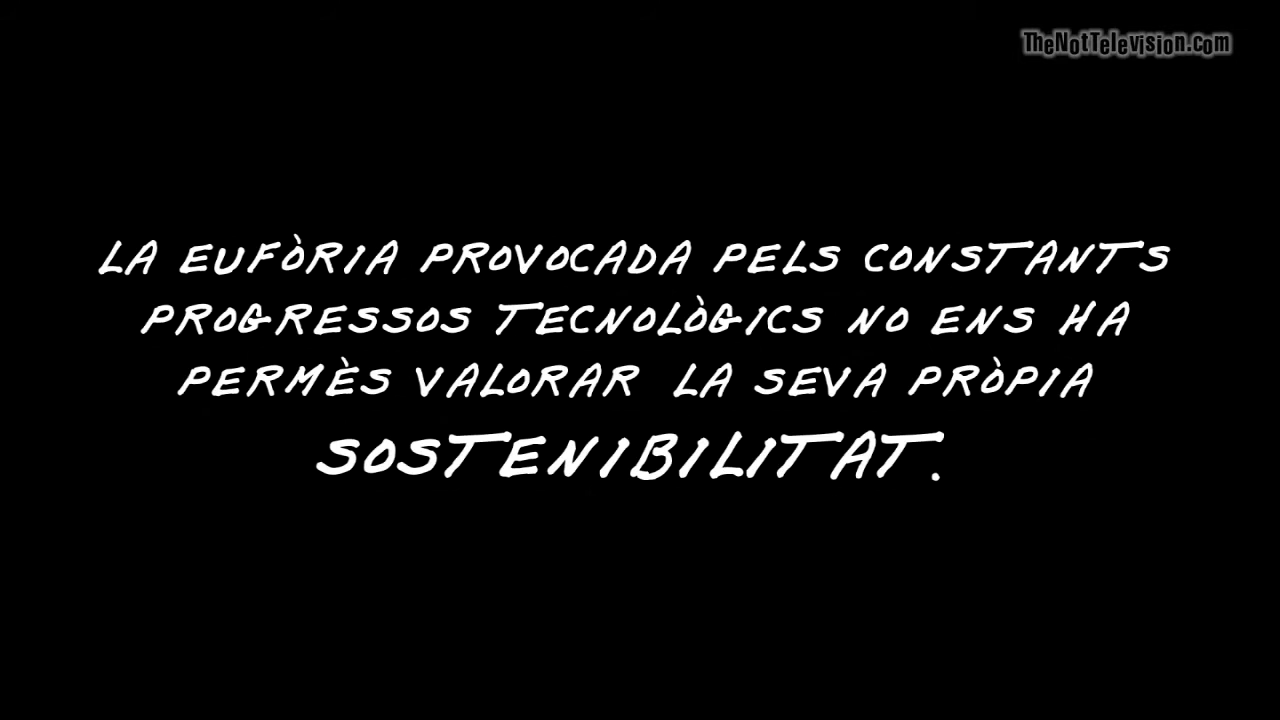 TheNotTelevision.com
LA EUFÒRIA PROVOCADA PELS CONSTANTS
PROGRESSOS TECNOLÒGICS NO ENS HA
PERMÈS VALORAR LA SEVA PRÒPIA
SOSTENIBILITAT.